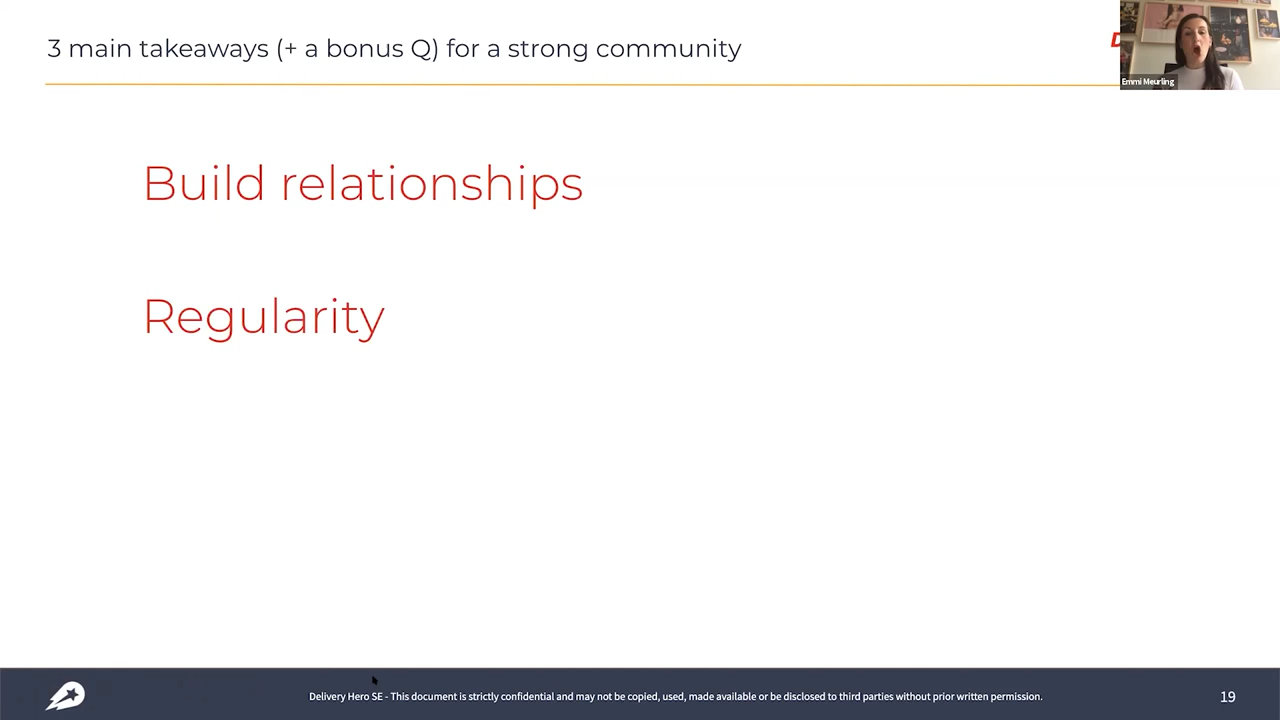 3 main takeaways (+ a bonus Q) for a strong community
D
Emmi Meurling
Build relationships
Regularity
Delivery Hero SE - This document is strictly confidential and may not be copied, used, made available or be disclosed to third parties without prior written permission.
19